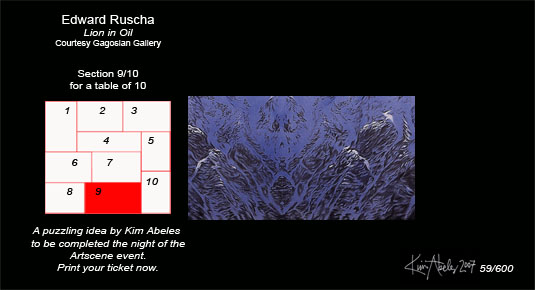 Edward Ruscha
Lion in Oil
Courtesy Gagosian Gallery
Section 9/10
for a table of 10
1 2 3
4 5
6 7
8 9 10
A puzzling idea by Kim Abeles
to be completed the night of the
Artscene event.
Print your ticket now.
Kim Abeles 2007 59/600